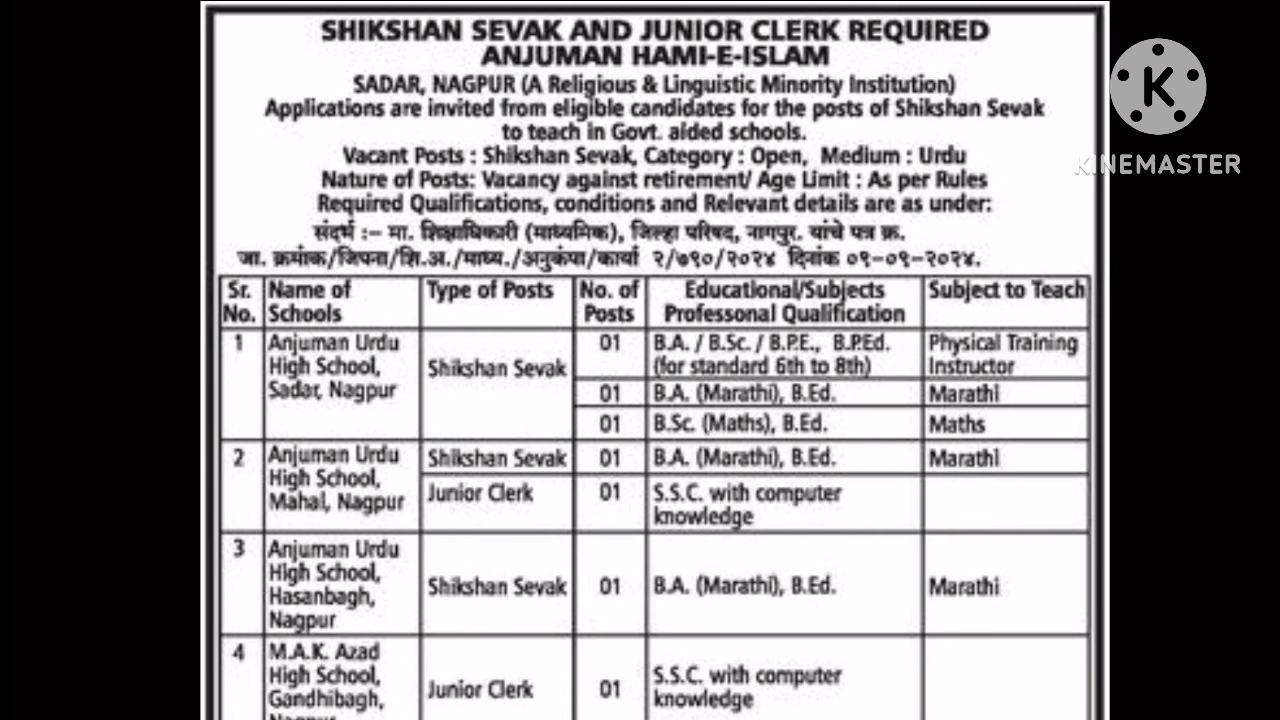 SHIKSHAN SEVAK AND JUNIOR CLERK REQUIRED
ANJUMAN HAMI-E-ISLAM
SADAR, NAGPUR (A Religious & Linguistic Minority Institution)
Applications are invited from eligible candidates for the posts of Shikshan Sevak
to teach in Govt. aided schools.
Vacant Posts : Shikshan Sevak, Category : Open, Medium : Urdu
Nature of Posts: Vacancy against retirement/ Age Limit : As per Rules
Required Qualifications, conditions and Relevant details are as under:
संदर्भ :– मा. शिक्षाधिकारी (माध्यमिक), जिल्हा परिषद, नागपुर. यांचे पत्र क्र.
जा. क्रमांक/जिपना/शि.अ./माध्य./अनुकंपा/कार्या २/७९०/२०२४ दिनांक ०९-०९-२०२४.
Sr. No. Name of Schools Type of Posts No. of Posts Educational/Subjects Professonal Qualification Subject to Teach
1 Anjuman Urdu High School, Sadar, Nagpur Shikshan Sevak 01 B.A. / B.Sc. / B.P.E., B.P.Ed. (for standard 6th to 8th) Physical Training Instructor
01 B.A. (Marathi), B.Ed. Marathi
01 B.Sc. (Maths), B.Ed. Maths
2 Anjuman Urdu High School, Mahal, Nagpur Shikshan Sevak 01 B.A. (Marathi), B.Ed. Marathi
Junior Clerk 01 S.S.C. with computer knowledge
3 Anjuman Urdu High School, Hasanbagh, Nagpur Shikshan Sevak 01 B.A. (Marathi), B.Ed. Marathi
4 M.A.K. Azad High School, Gandhibagh, Nagpur Junior Clerk 01 S.S.C. with computer knowledge
K
KINEMASTER